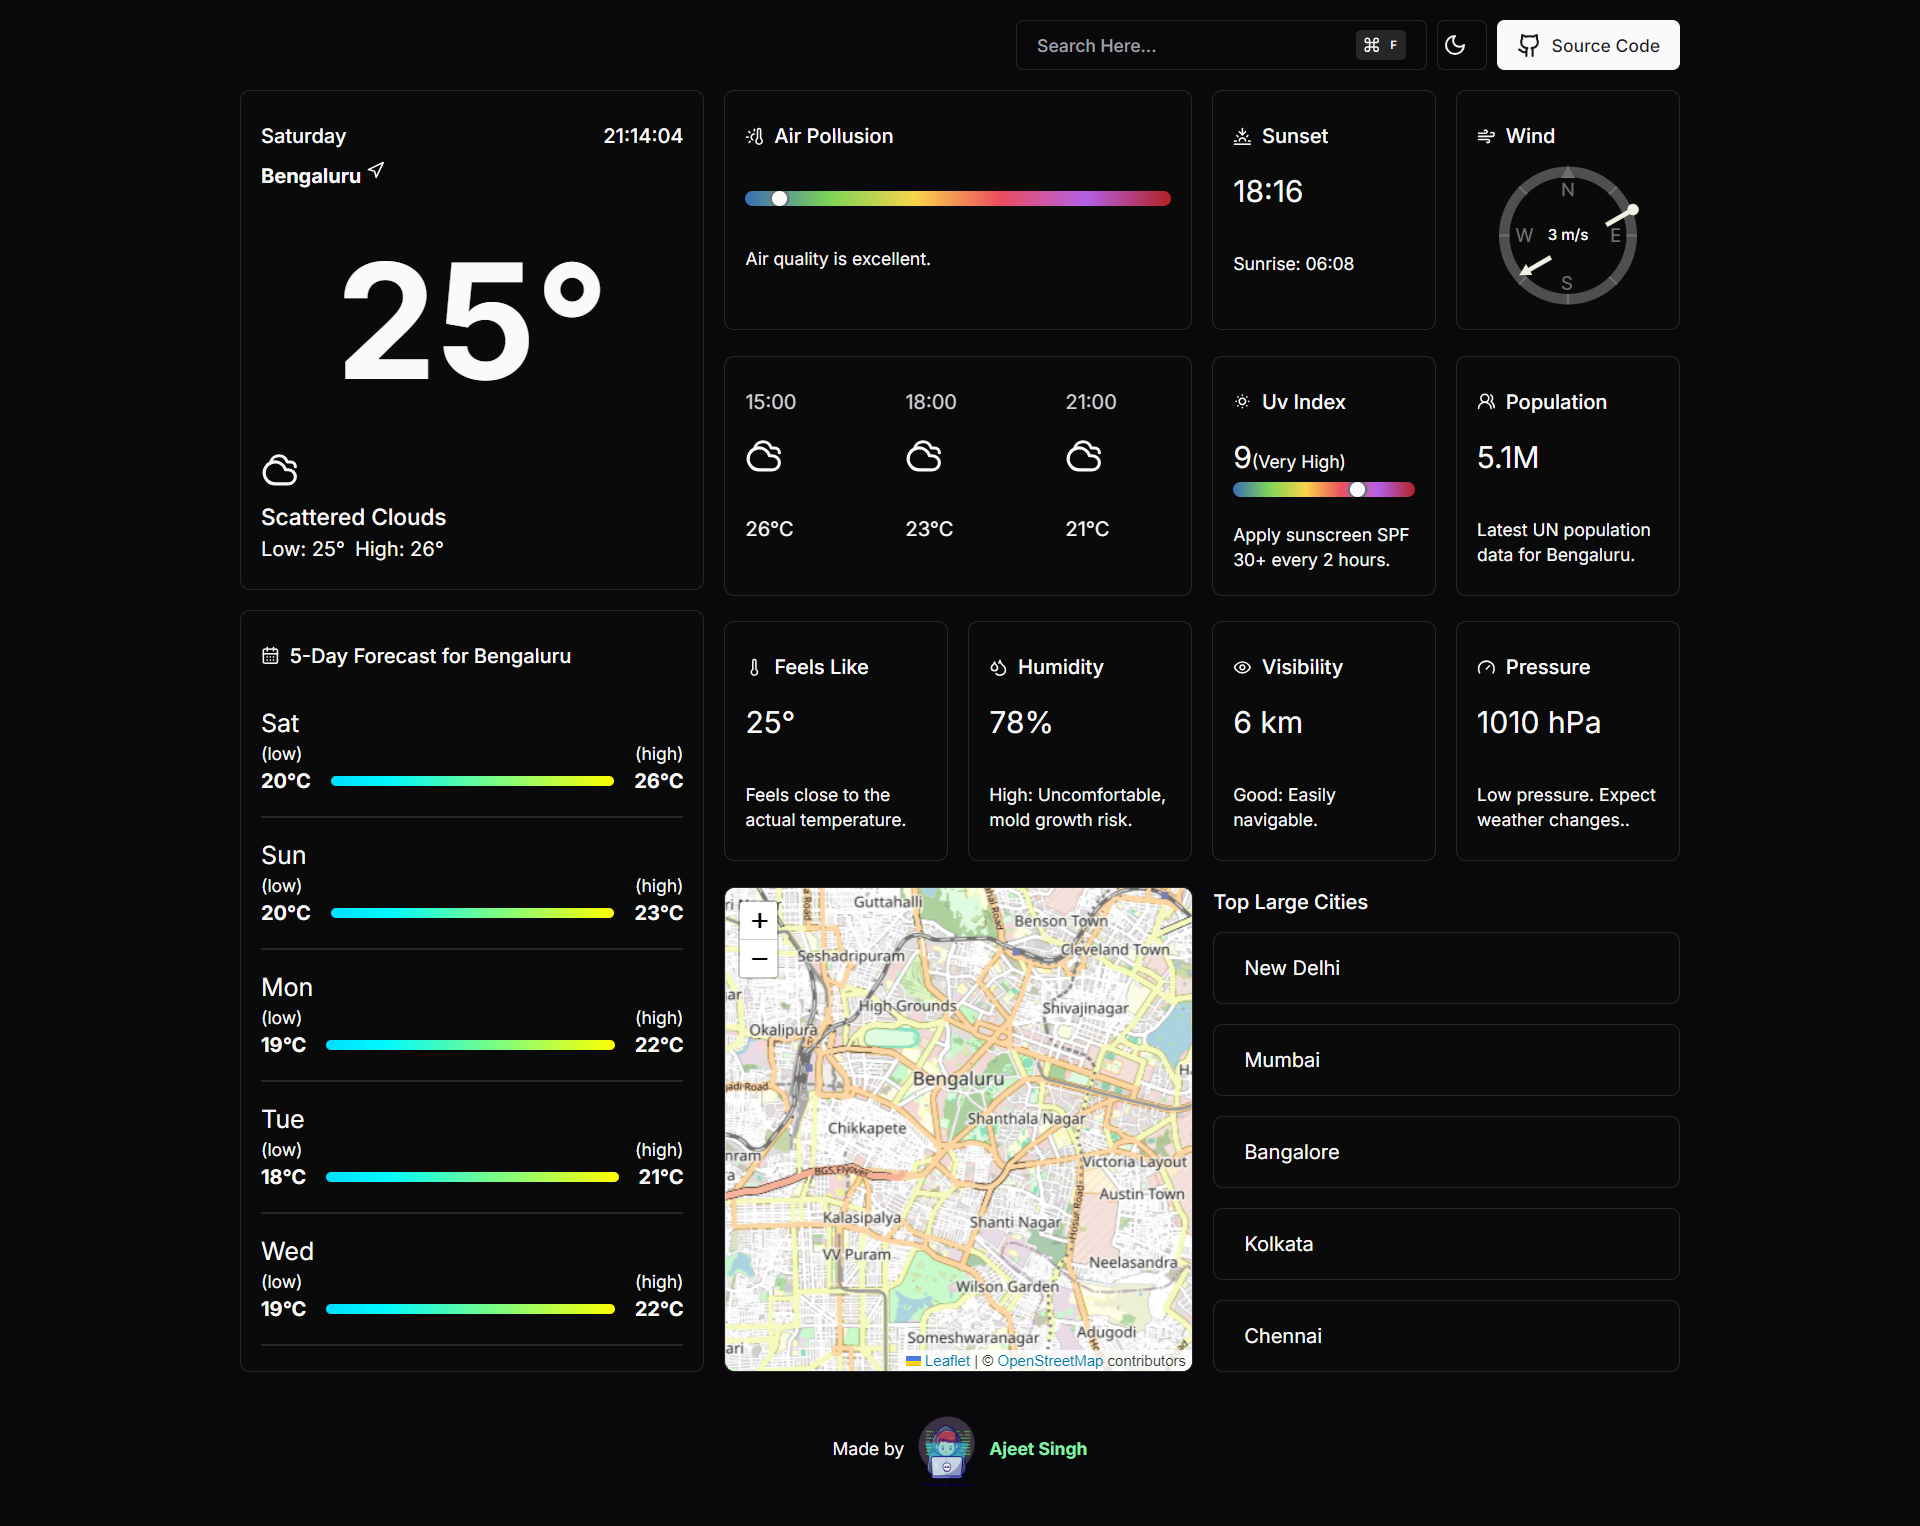 Search Here...
⌘ F
Source Code
Saturday
21:14:04
Bengaluru
25°
Scattered Clouds
Low: 25° High: 26°
Air Pollusion
Air quality is excellent.
Sunset
18:16
Sunrise: 06:08
Wind
N
W
3 m/s
E
S
15:00
18:00
21:00
26°C
23°C
21°C
Uv Index
9(Very High)
Apply sunscreen SPF
30+ every 2 hours.
Population
5.1M
Latest UN population
data for Bengaluru.
5-Day Forecast for Bengaluru
Sat
(low)
(high)
20°C
26°C
Sun
(low)
(high)
20°C
23°C
Mon
(low)
(high)
19°C
22°C
Tue
(low)
(high)
18°C
21°C
Wed
(low)
(high)
19°C
22°C
Feels Like
25°
Feels close to the
actual temperature.
Humidity
78%
High: Uncomfortable,
mold growth risk.
Visibility
6 km
Good: Easily
navigable.
Pressure
1010 hPa
Low pressure. Expect
weather changes..
+
−
Guttahalli
Benson Town
Cleveland Town
Seshadripuram
High Grounds
Shivajinagar
Okalipura
Bengaluru
Shanthala Nagar
Chikkapete
Victoria Layout
BGS Flyover
Austin Town
Hosur Road
Kalasipalya
Shanti Nagar
VV Puram
Neelasandra
Wilson Garden
Adugodi
Someshwaranagar
Leaflet | © OpenStreetMap contributors
Top Large Cities
New Delhi
Mumbai
Bangalore
Kolkata
Chennai
Made by
Ajeet Singh